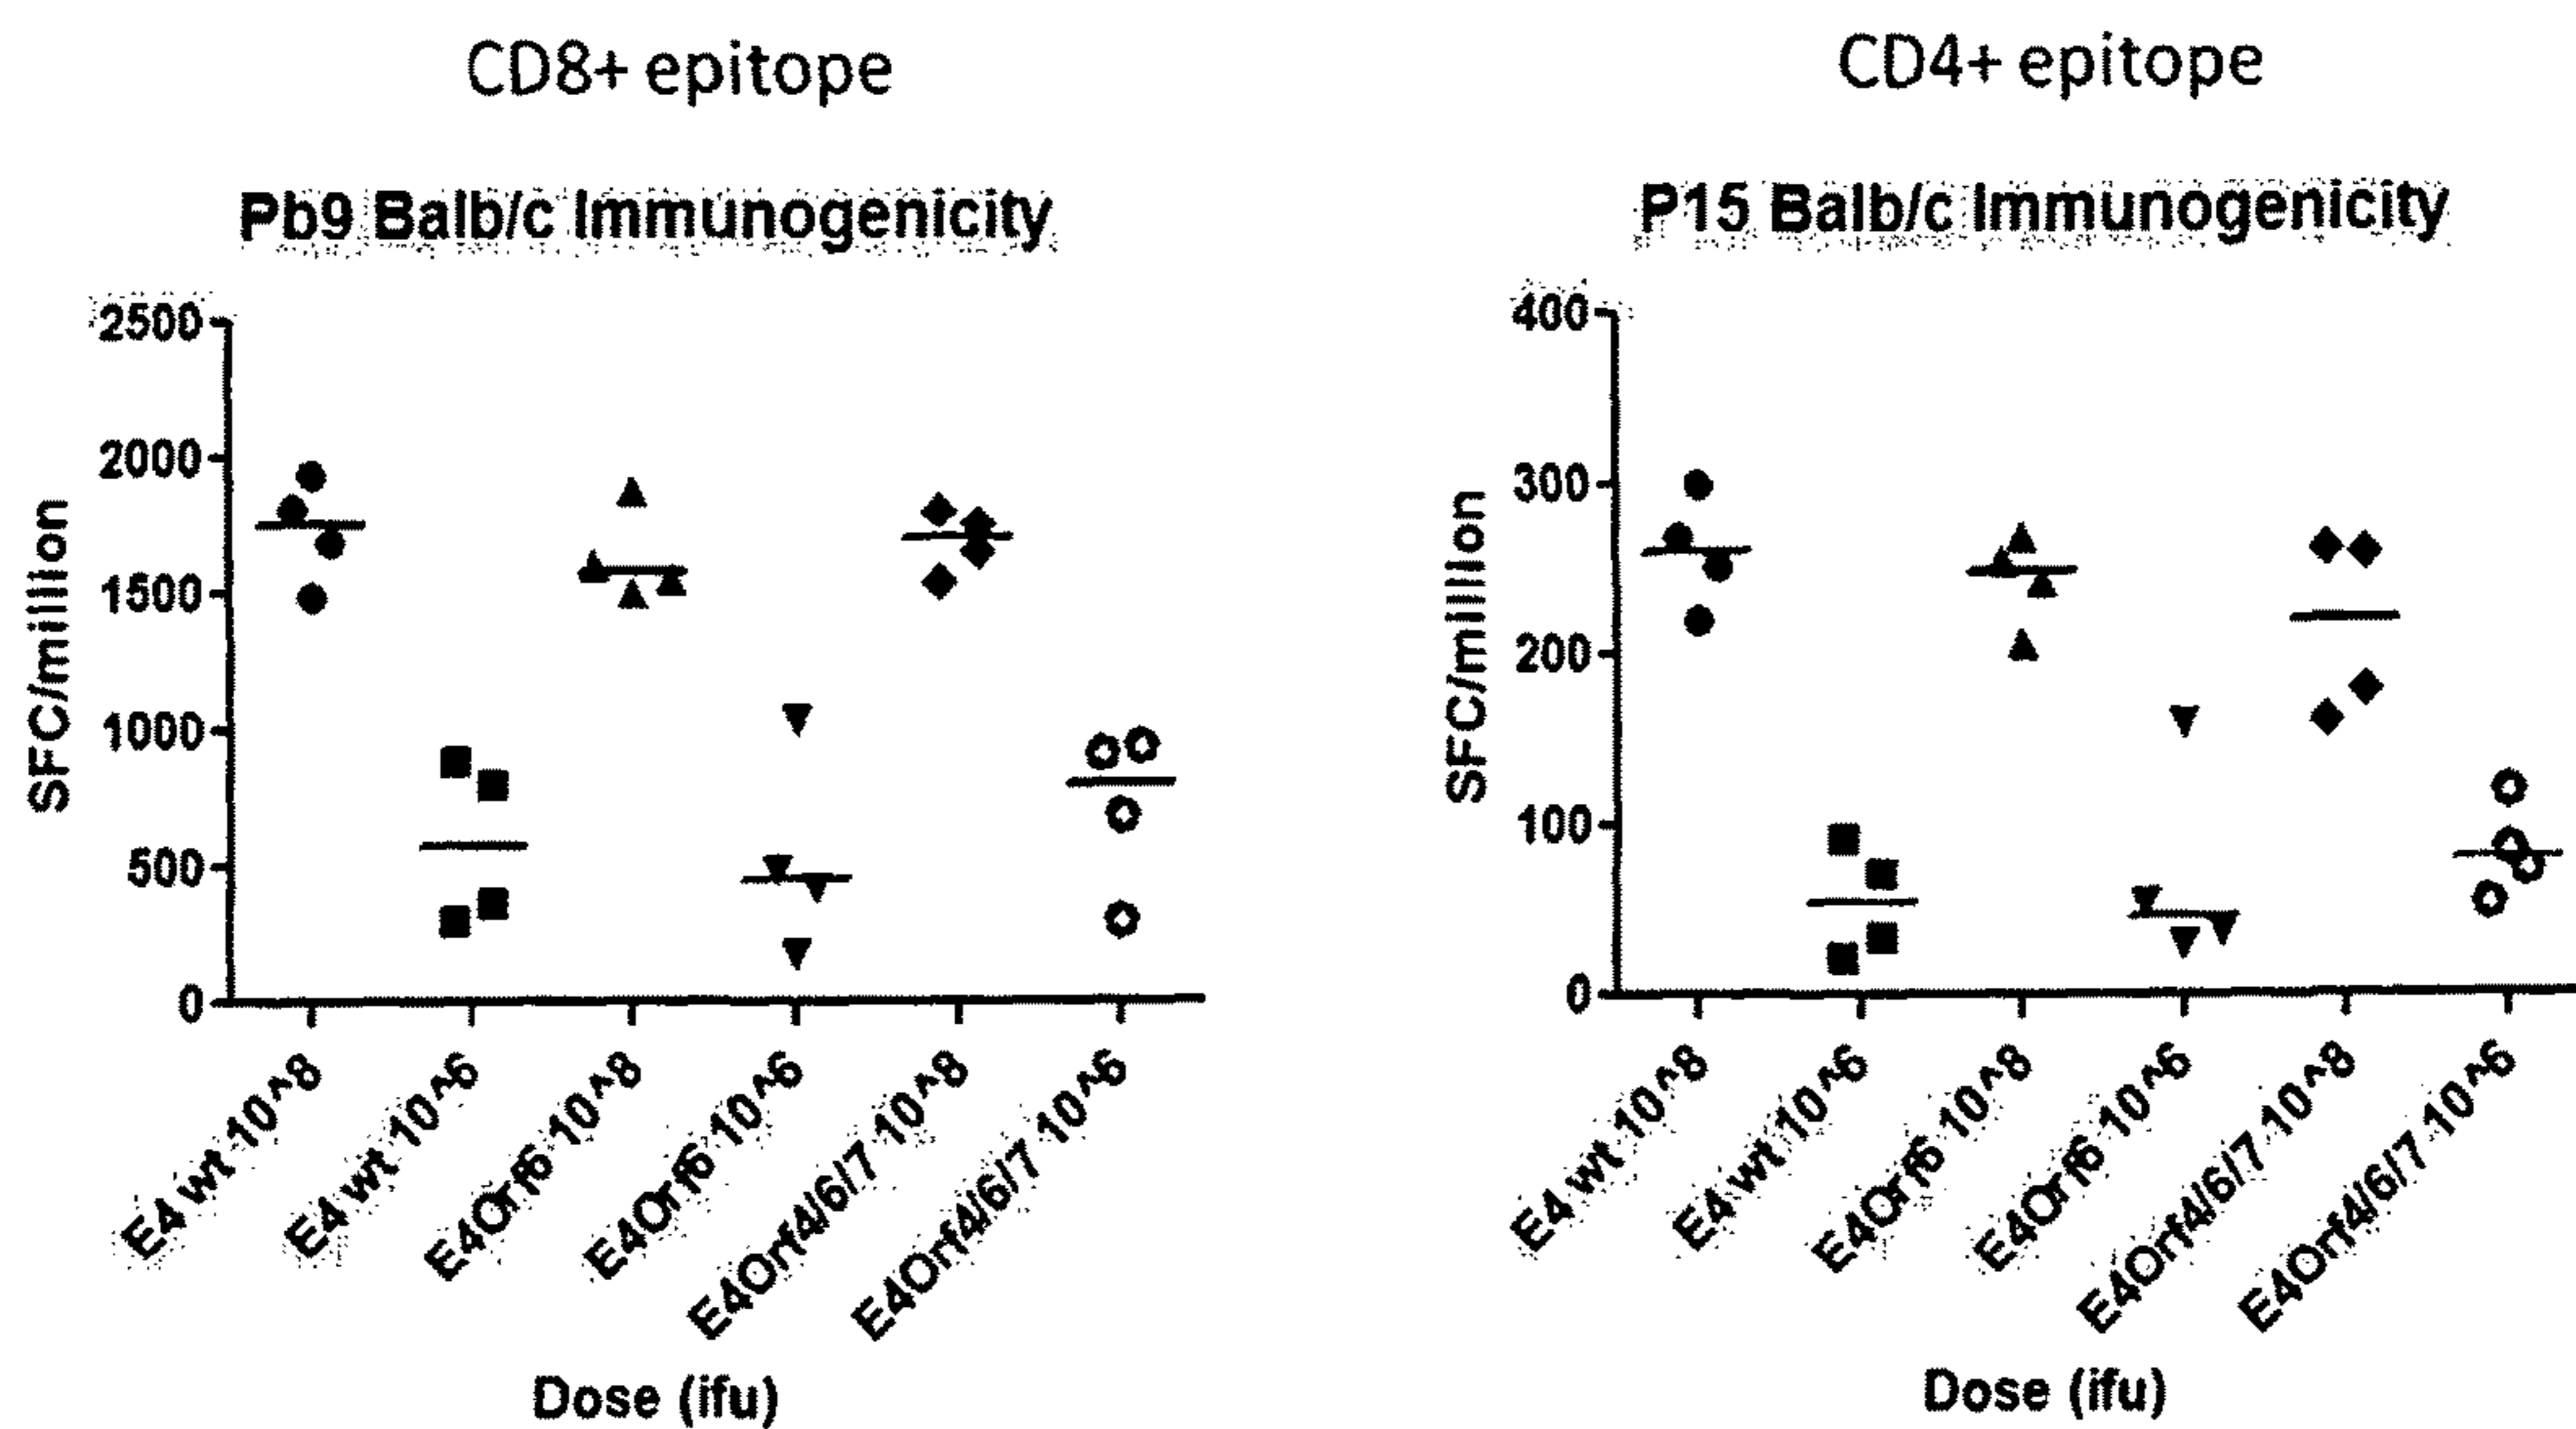 CD8+ epitope
Pb9 Balb/c Immunogenicity
SFC/million
2500
2000
1500
1000
500
0
E4 wt 10^8
E4 wt 10^6
E4Orf6 10^8
E4Orf6 10^6
E4Orf4/6/7 10^8
E4Orf4/6/7 10^6
Dose (ifu)
CD4+ epitope
P15 Balb/c Immunogenicity
SFC/million
400
300
200
100
0
E4 wt 10^8
E4 wt 10^6
E4Orf6 10^8
E4Orf6 10^6
E4Orf4/6/7 10^8
E4Orf4/6/7 10^6
Dose (ifu)